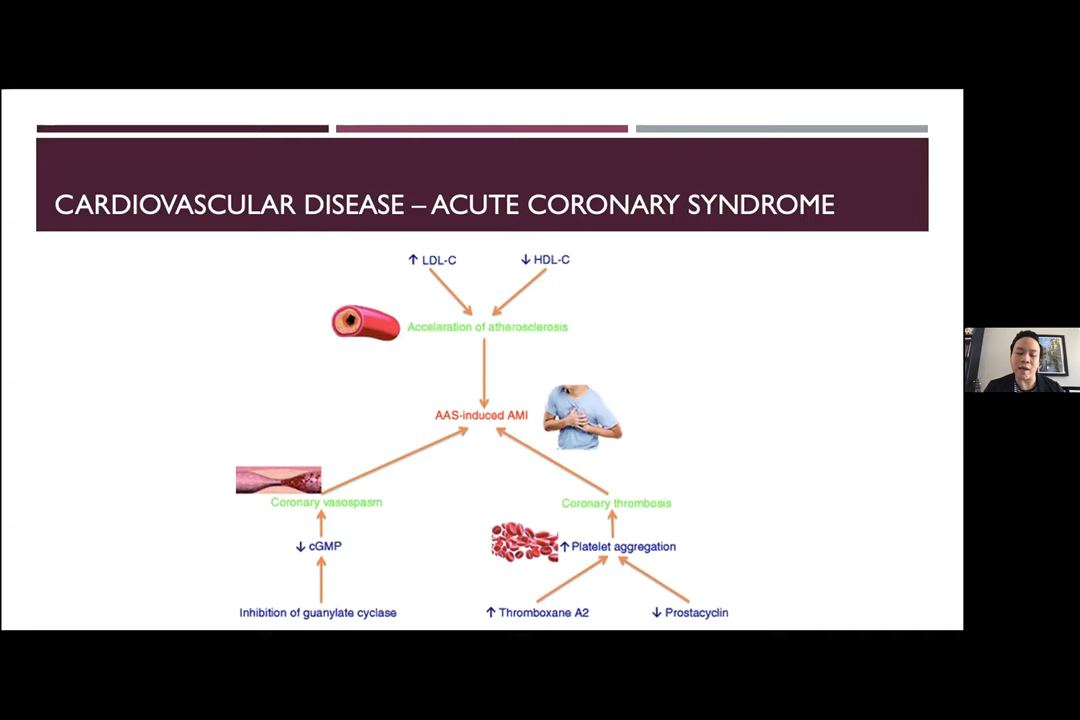 CARDIOVASCULAR DISEASE – ACUTE CORONARY SYNDROME
↑ LDL-C
↓ HDL-C
Acceleration of atherosclerosis
AAS-induced AMI
Coronary vasospasm
Coronary thrombosis
↓ cGMP
↑ Platelet aggregation
Inhibition of guanylate cyclase
↑ Thromboxane A2
↓ Prostacyclin